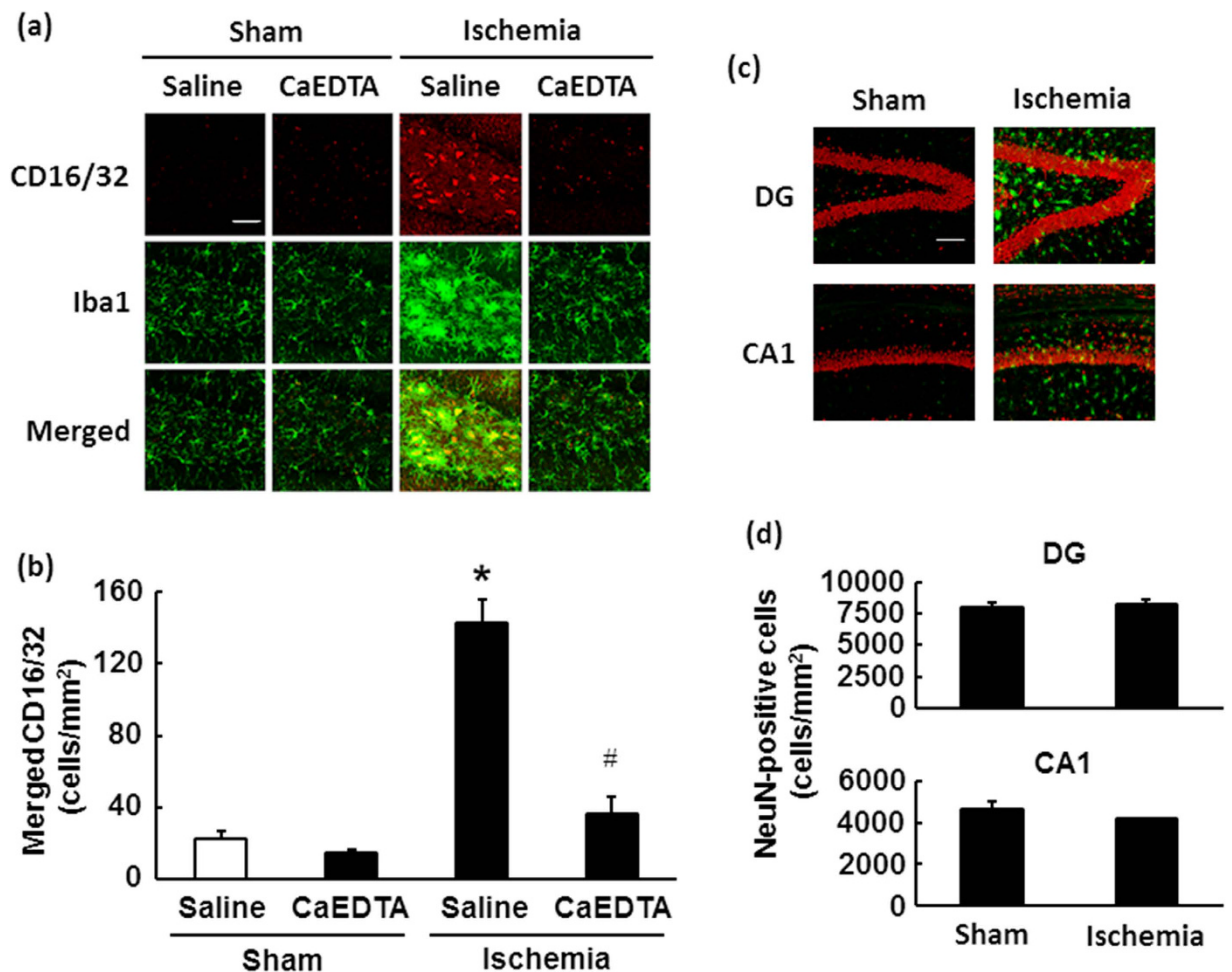 (a)
Sham Ischemia
Saline CaEDTA Saline CaEDTA
CD16/32
Iba1
Merged
(b)
Merged CD16/32
(cells/mm²)
160
120
80
40
0
*
#
Saline CaEDTA Saline CaEDTA
Sham Ischemia
(c)
Sham Ischemia
DG
CA1
(d)
NeuN-positive cells
(cells/mm²)
DG
10000
7500
5000
2500
0
CA1
6000
4000
2000
0
Sham Ischemia